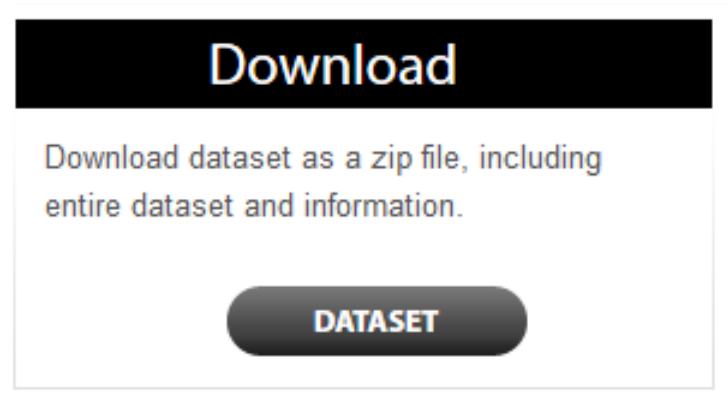 Download
Download dataset as a zip file, including
entire dataset and information.
DATASET